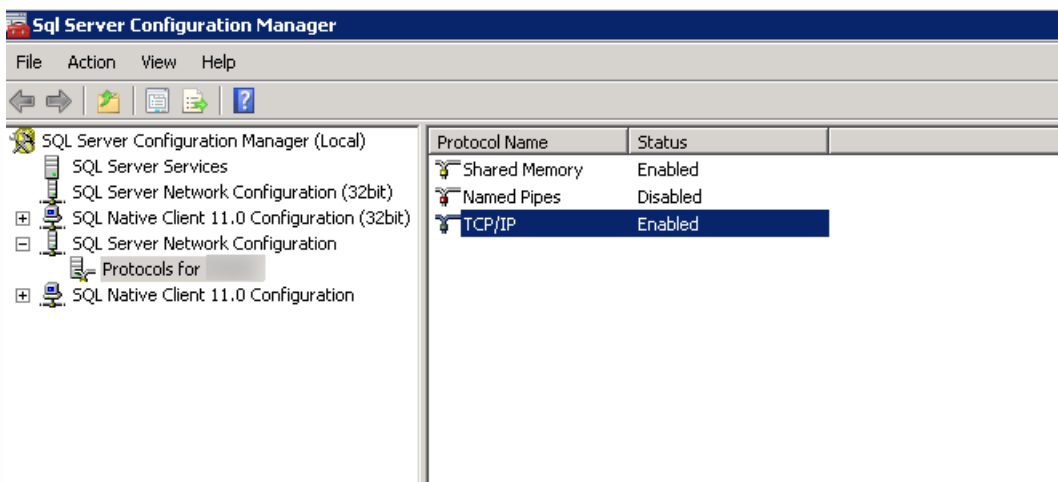 Sql Server Configuration Manager
File Action View Help
SQL Server Configuration Manager (Local)
SQL Server Services
SQL Server Network Configuration (32bit)
SQL Native Client 11.0 Configuration (32bit)
SQL Server Network Configuration
Protocols for
SQL Native Client 11.0 Configuration
Protocol Name Status
Shared Memory Enabled
Named Pipes Disabled
TCP/IP Enabled